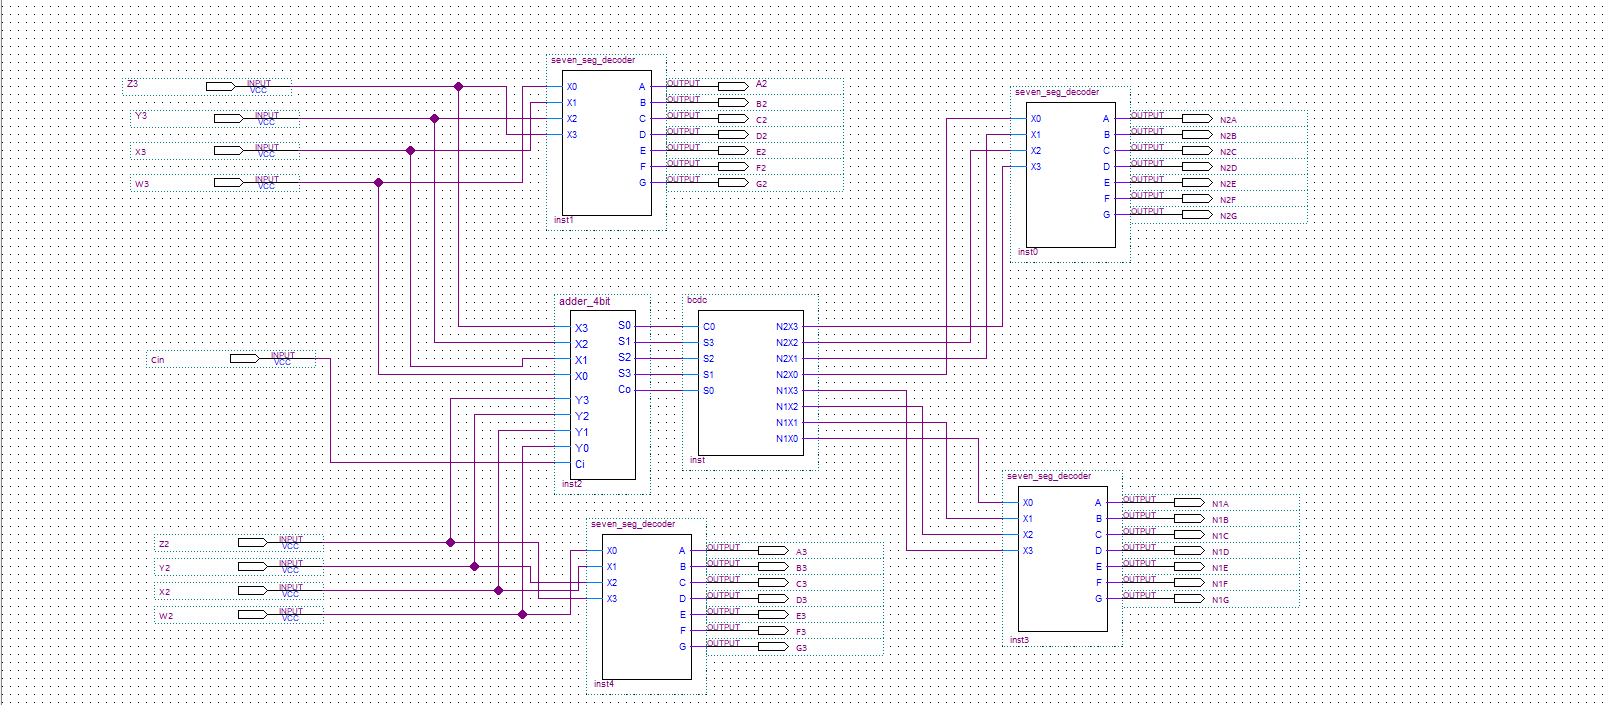 Z3 INPUT VCC
Y3 INPUT VCC
X3 INPUT VCC
W3 INPUT VCC
seven_seg_decoder
X0 A OUTPUT A2
X1 B OUTPUT B2
X2 C OUTPUT C2
X3 D OUTPUT D2
E OUTPUT E2
F OUTPUT F2
G OUTPUT G2
inst1
seven_seg_decoder
X0 A OUTPUT N2A
X1 B OUTPUT N2B
X2 C OUTPUT N2C
X3 D OUTPUT N2D
E OUTPUT N2E
F OUTPUT N2F
G OUTPUT N2G
inst0
Cin INPUT VCC
adder_4bit
X3 S0
X2 S1
X1 S2
X0 S3
Y3 Co
Y2
Y1
Y0
Ci
inst2
bcdc
C0 N2X3
S3 N2X2
S2 N2X1
S1 N2X0
S0 N1X3
N1X2
N1X1
N1X0
inst
Z2 INPUT VCC
Y2 INPUT VCC
X2 INPUT VCC
W2 INPUT VCC
seven_seg_decoder
X0 A OUTPUT A3
X1 B OUTPUT B3
X2 C OUTPUT C3
X3 D OUTPUT D3
E OUTPUT E3
F OUTPUT F3
G OUTPUT G3
inst4
seven_seg_decoder
X0 A OUTPUT N1A
X1 B OUTPUT N1B
X2 C OUTPUT N1C
X3 D OUTPUT N1D
E OUTPUT N1E
F OUTPUT N1F
G OUTPUT N1G
inst3